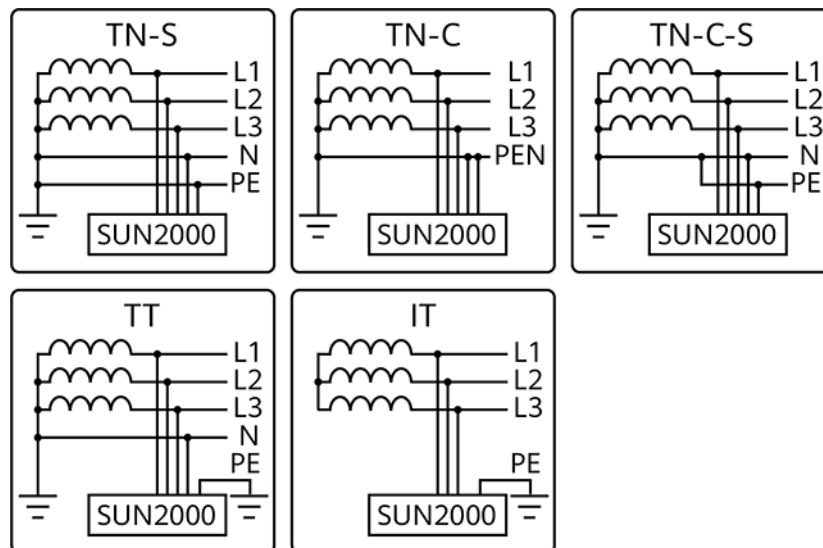 TN-S
L1
L2
L3
N
PE
SUN2000
TN-C
L1
L2
L3
PEN
SUN2000
TN-C-S
L1
L2
L3
N
PE
SUN2000
TT
L1
L2
L3
N
PE
SUN2000
IT
L1
L2
L3
PE
SUN2000